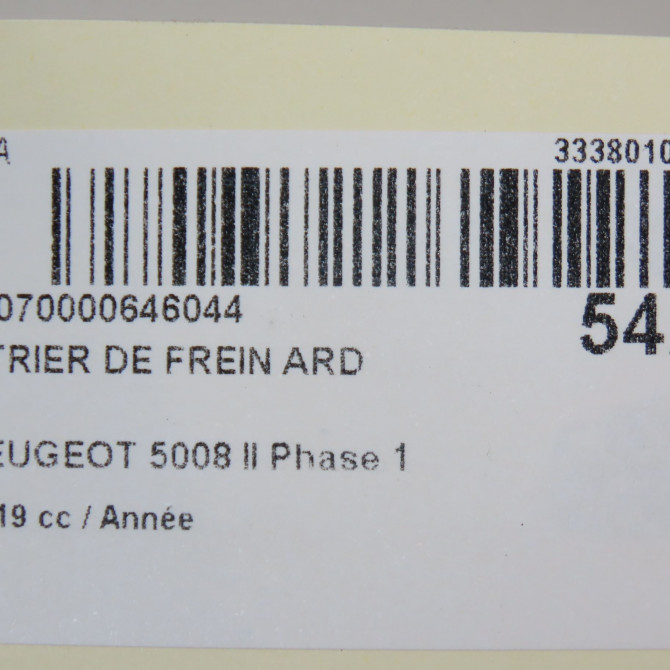 A 3338010
070000646044 54
TRIER DE FREIN ARD
EUGEOT 5008 II Phase 1
19 cc / Année